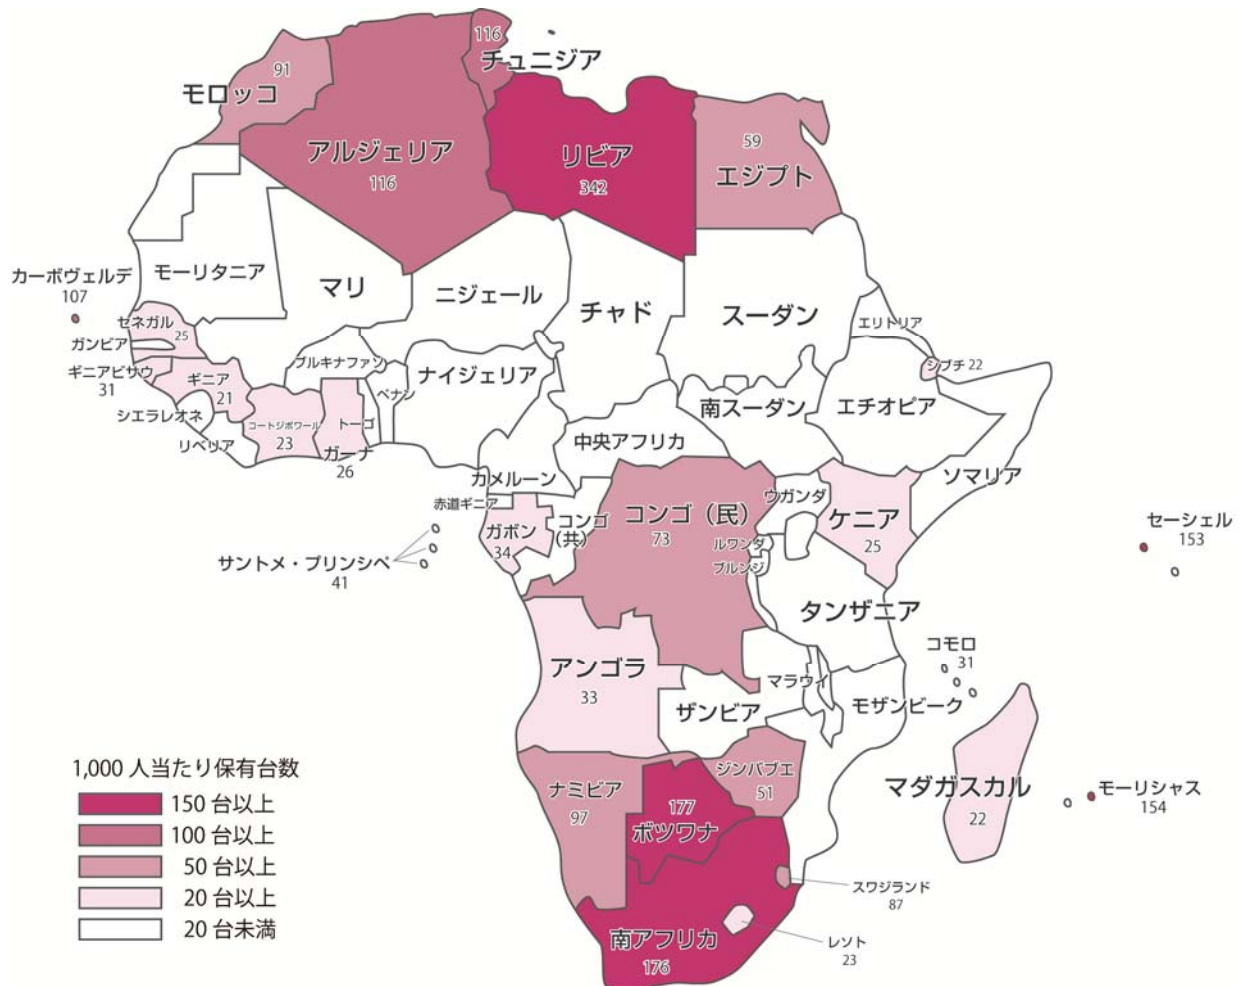 116
チュニジア
91
モロッコ
アルジェリア
116
リビア
342
59
エジプト
カーボヴェルデ
107
モーリタニア
マリ
ニジェール
チャド
スーダン
エリトリア
セネガル
25
ガンビア
ギニアビサウ
31
ギニア
21
シエラレオネ
リベリア
コートジボワール
23
ブルキナファソ
ガーナ
26
トーゴ
ベナン
ナイジェリア
ジブチ 22
南スーダン
エチオピア
中央アフリカ
カメルーン
ソマリア
赤道ギニア
ガボン
34
コンゴ
(共)
コンゴ(民)
73
ウガンダ
ケニア
25
ルワンダ
ブルンジ
サントメ・プリンシペ
41
セーシェル
153
タンザニア
コモロ
31
アンゴラ
33
ザンビア
マラウイ
モザンビーク
ナミビア
97
177
ボツワナ
ジンバブエ
51
マダガスカル
22
モーリシャス
154
スワジランド
87
南アフリカ
176
レソト
23
1,000 人当たり保有台数
150 台以上
100 台以上
50 台以上
20 台以上
20 台未満